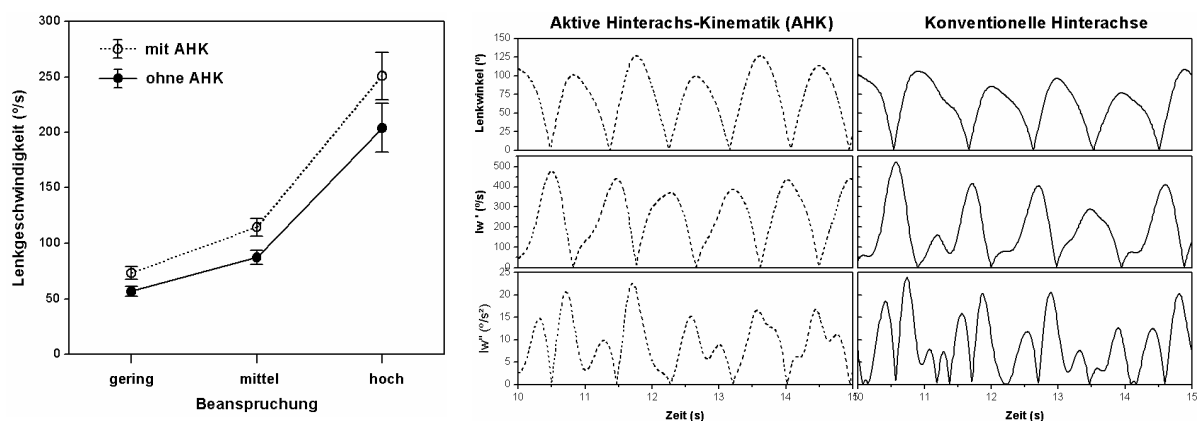 300
250
200
150
100
50
0
Lenkgeschwindigkeit (°/s)
mit AHK
ohne AHK
gering mittel hoch
Beanspruchung
Aktive Hinterachs-Kinematik (AHK) Konventionelle Hinterachse
150
125
100
75
50
25
0
Lenkwinkel (°)
500
400
300
200
100
0
lw ' (°/s)
25
20
15
10
5
0
lw'' (°/s²)
10 11 12 13 14 15 11 12 13 14 15
Zeit (s) Zeit (s)